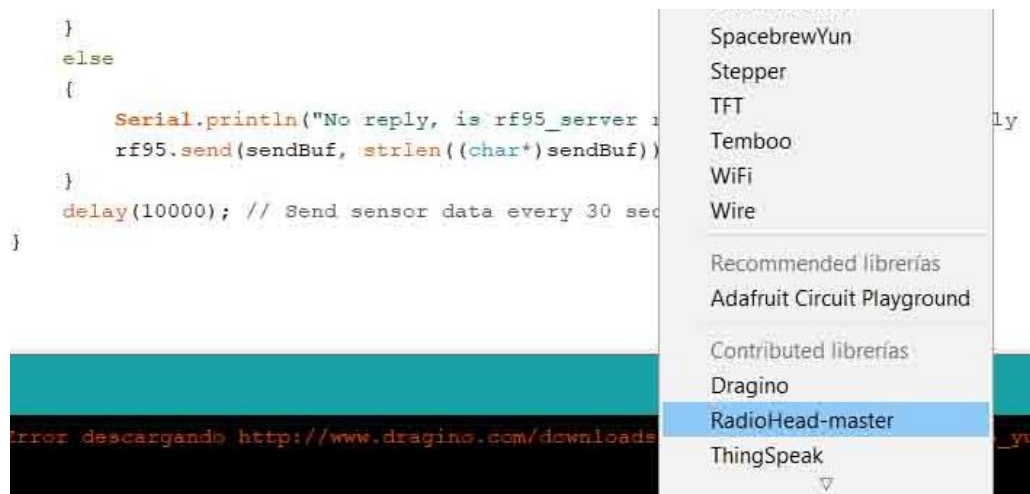 }
else
{
Serial.println("No reply, is rf95_server
rf95.send(sendBuf, strlen((char*)sendBuf))
}
delay(10000); // Send sensor data every 30 sec
}
ly
SpacebrewYun
Stepper
TFT
Temboo
WiFi
Wire
Recommended librerías
Adafruit Circuit Playground
Contributed librerías
Dragino
RadioHead-master
ThingSpeak
Error descargando http://www.dragino.com/downloads